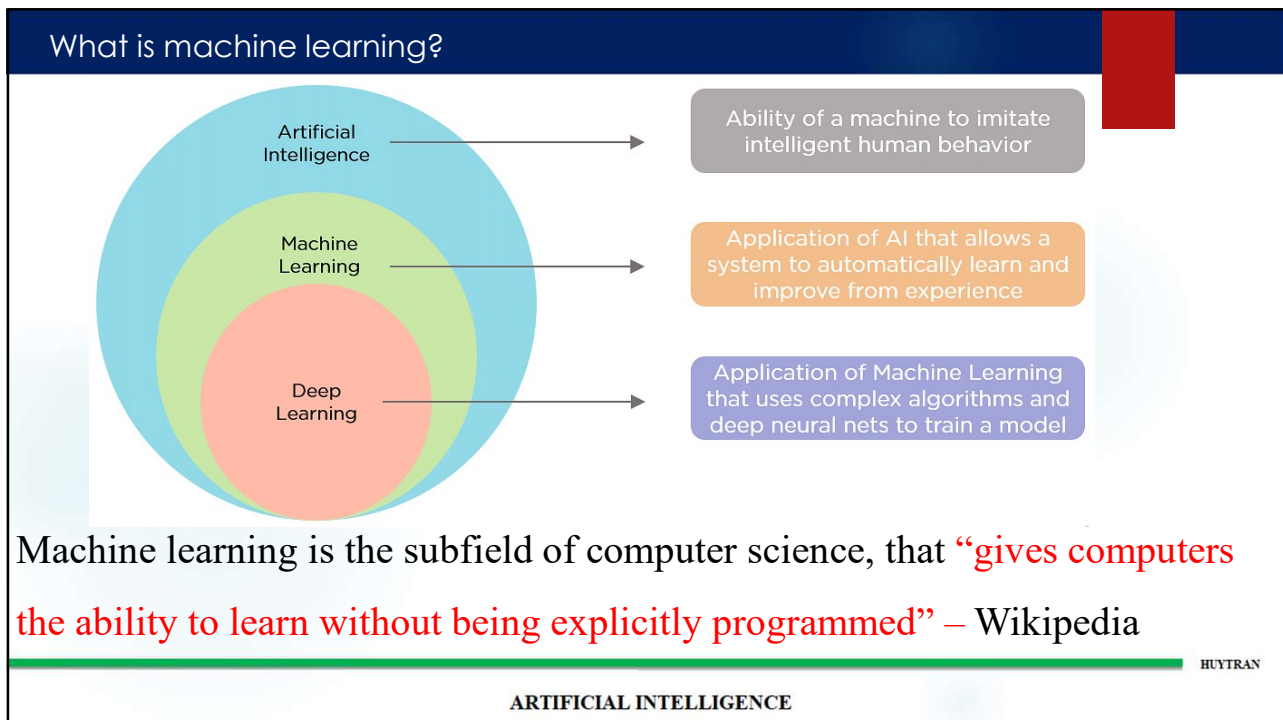 What is machine learning?
Artificial
Intelligence
Ability of a machine to imitate
intelligent human behavior
Machine
Learning
Application of AI that allows a
system to automatically learn and
improve from experience
Deep
Learning
Application of Machine Learning
that uses complex algorithms and
deep neural nets to train a model
Machine learning is the subfield of computer science, that “gives computers
the ability to learn without being explicitly programmed” – Wikipedia
HUYTRAN
ARTIFICIAL INTELLIGENCE